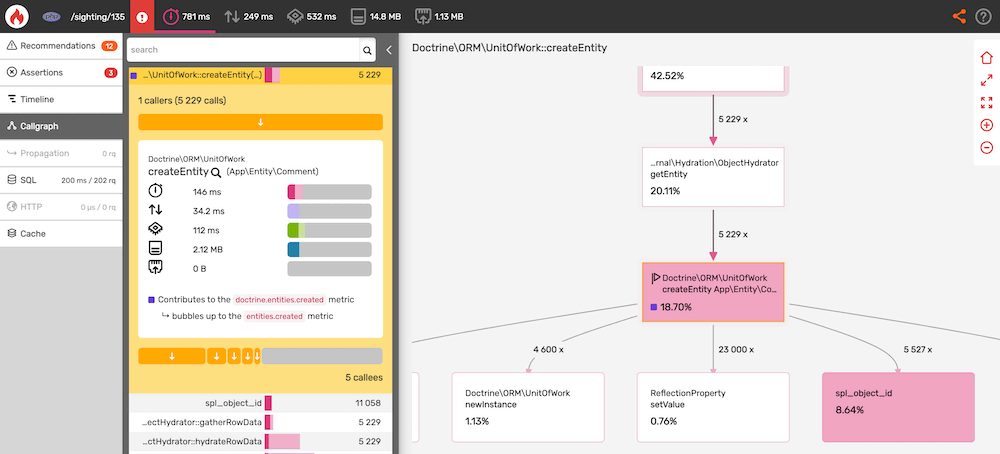 php /sighting/135 781 ms 249 ms 532 ms 14.8 MB 1.13 MB
Recommendations 12
Assertions 3
Timeline
Callgraph
Propagation 0 rq
SQL 200 ms / 202 rq
HTTP 0 µs / 0 rq
Cache
search
...\UnitOfWork::createEntity(...) 5 229
1 callers (5 229 calls)
Doctrine\ORM\UnitOfWork
createEntity (App\Entity\Comment)
146 ms
34.2 ms
112 ms
2.12 MB
0 B
Contributes to the doctrine.entities.created metric
bubbles up to the entities.created metric
5 callees
spl_object_id 11 058
...ectHydrator::gatherRowData 5 229
...ctHydrator::hydrateRowData 5 229
Doctrine\ORM\UnitOfWork::createEntity
42.52%
5 229 x
...rnal\Hydration\ObjectHydrator
getEntity
20.11%
5 229 x
Doctrine\ORM\UnitOfWork
createEntity App\Entity\Co...
18.70%
4 600 x
23 000 x
5 527 x
Doctrine\ORM\UnitOfWork
newInstance
1.13%
ReflectionProperty
setValue
0.76%
spl_object_id
8.64%